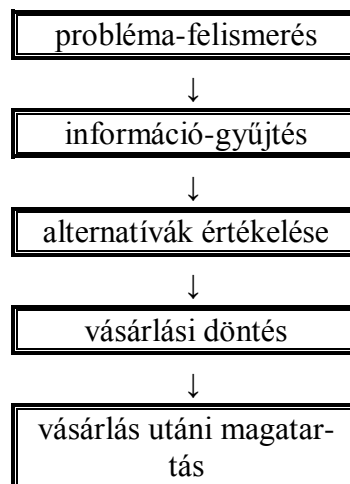 probléma-felismerés
↓
információ-gyűjtés
↓
alternatívák értékelése
↓
vásárlási döntés
↓
vásárlás utáni magatar-
tás